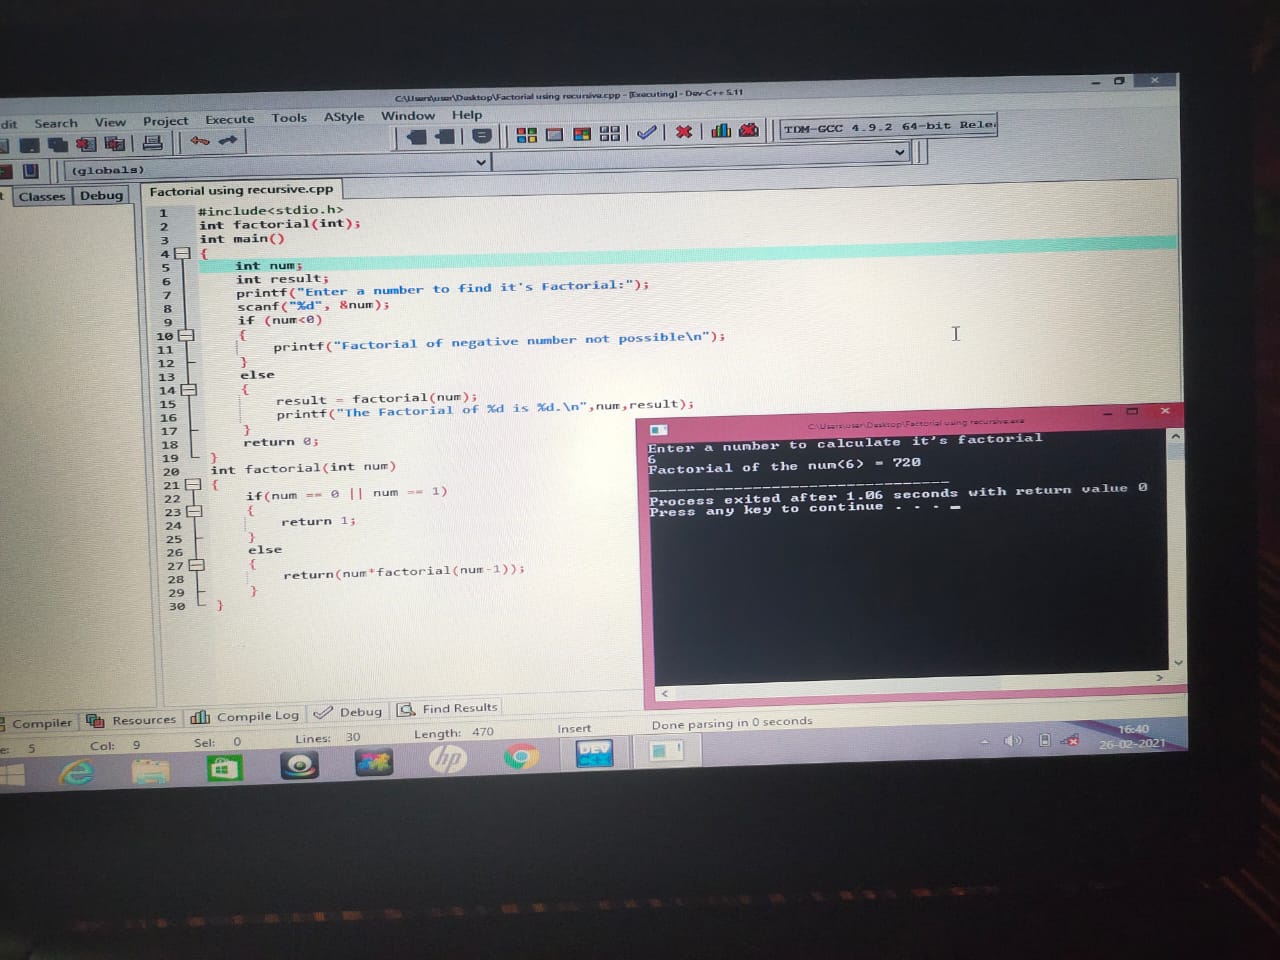 C:\Users\user\Desktop\Factorial using recursive.cpp - [Executing] - Dev-C++ 5.11
dit Search View Project Execute Tools AStyle Window Help
TDM-GCC 4.9.2 64-bit Rele
(globals)
t Classes Debug
Factorial using recursive.cpp
1 #include<stdio.h>
2 int factorial(int);
3 int main()
4 {
5 int num;
6 int result;
7 printf("Enter a number to find it's Factorial:");
8 scanf("%d", &num);
9 if (num<0)
10 {
11 printf("Factorial of negative number not possible\n");
12 }
13 else
14 {
15 result = factorial(num);
16 printf("The Factorial of %d is %d.\n",num,result);
17 }
18 return 0;
19 }
20 int factorial(int num)
21 {
22 if(num == 0 || num == 1)
23 {
24 return 1;
25 }
26 else
27 {
28 return(num*factorial(num-1));
29 }
30 }
C:\Users\user\Desktop\Factorial using recursive.exe
Enter a number to calculate it's factorial
6
Factorial of the num(6) = 720
--------------------------------
Process exited after 1.06 seconds with return value 0
Press any key to continue . . .
Compiler Resources Compile Log Debug Find Results
e: 5 Col: 9 Sel: 0 Lines: 30 Length: 470 Insert Done parsing in 0 seconds
hp
DEV
C++
16:40
26-02-2021